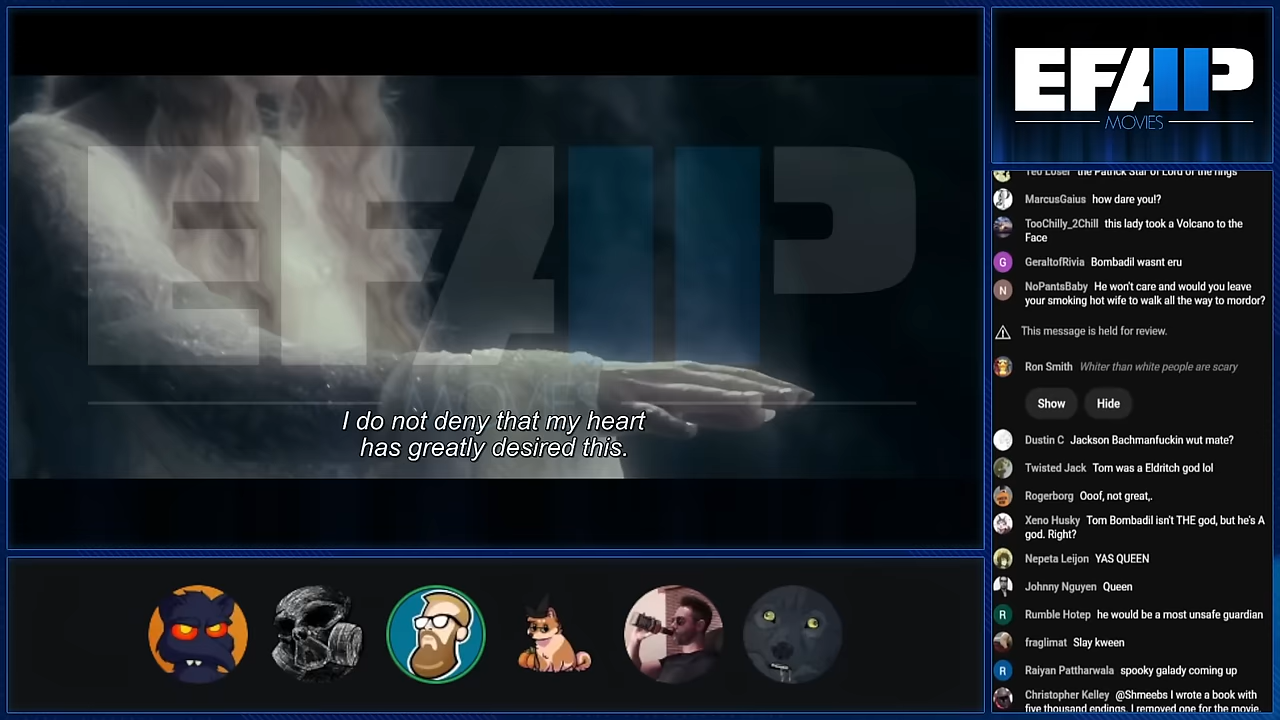 EFAP
I do not deny that my heart
has greatly desired this.
EFAP
MOVIES
Ted Loser the Patrick Star of Lord of the rings
MarcusGaius how dare you!?
TooChilly_2Chill this lady took a Volcano to the
Face
G GeraltofRivia Bombadil wasnt eru
N NoPantsBaby He won't care and would you leave
your smoking hot wife to walk all the way to mordor?
This message is held for review.
Ron Smith Whiter than white people are scary
Show Hide
Dustin C Jackson Bachmanfuckin wut mate?
Twisted Jack Tom was a Eldritch god lol
Rogerborg Ooof, not great,.
Xeno Husky Tom Bombadil isn't THE god, but he's A
god. Right?
Nepeta Leijon YAS QUEEN
Johnny Nguyen Queen
R Rumble Hotep he would be a most unsafe guardian
fraglimat Slay kween
R Raiyan Pattharwala spooky galady coming up
Christopher Kelley @Shmeebs I wrote a book with
five thousand endings. I removed one for the movie.